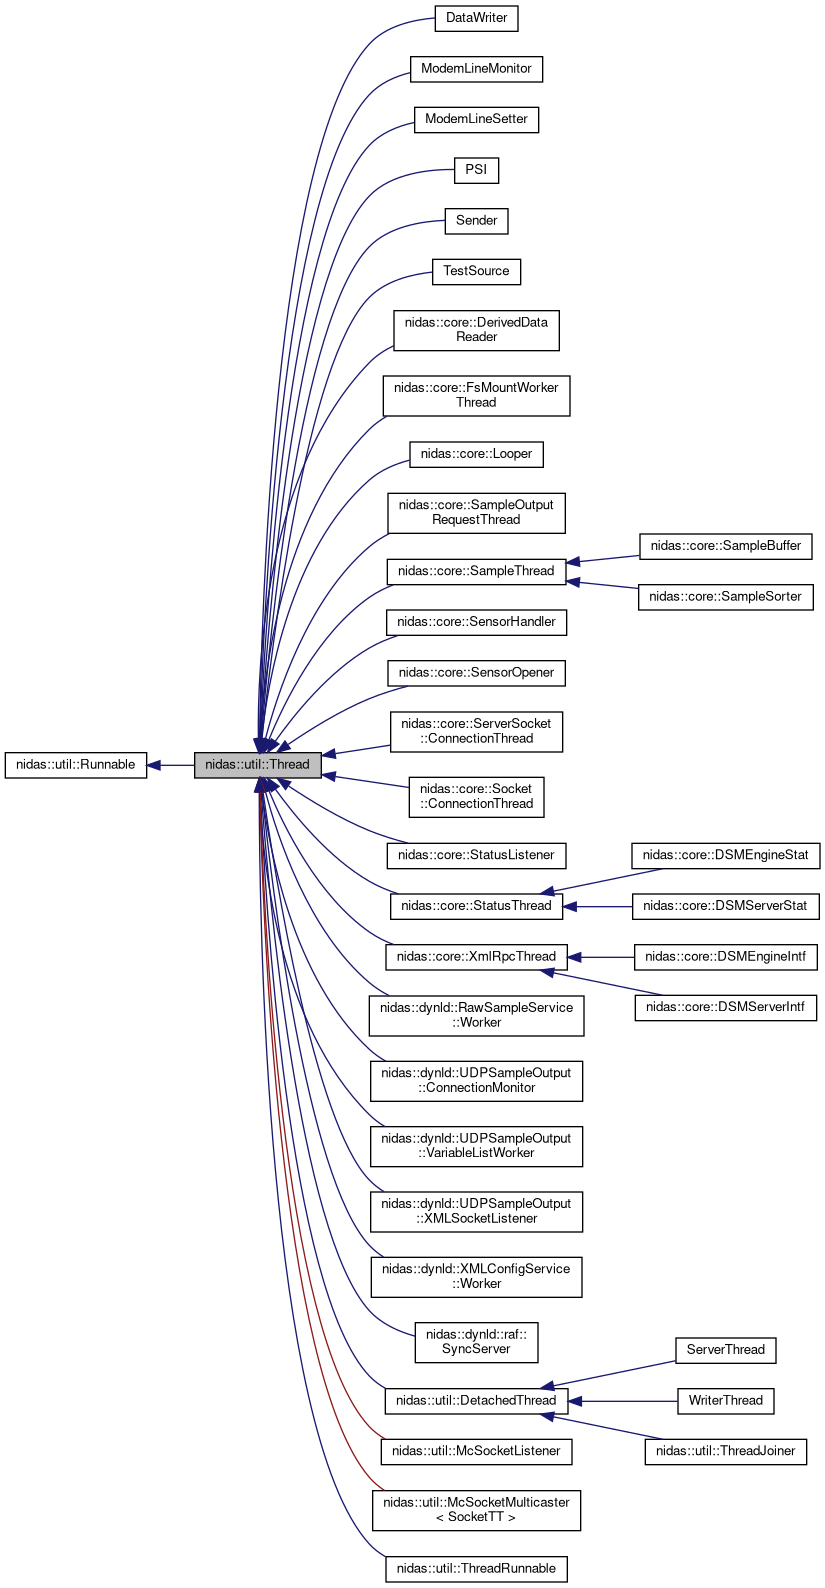 DataWriter
ModemLineMonitor
ModemLineSetter
PSI
Sender
TestSource
nidas::core::DerivedData
Reader
nidas::core::FsMountWorker
Thread
nidas::core::Looper
nidas::core::SampleOutput
RequestThread
nidas::core::SampleBuffer
nidas::core::SampleThread
nidas::core::SampleSorter
nidas::core::SensorHandler
nidas::core::SensorOpener
nidas::core::ServerSocket
::ConnectionThread
nidas::util::Runnable
nidas::util::Thread
nidas::core::Socket
::ConnectionThread
nidas::core::StatusListener
nidas::core::DSMEngineStat
nidas::core::StatusThread
nidas::core::DSMServerStat
nidas::core::XmlRpcThread
nidas::core::DSMEngineIntf
nidas::core::DSMServerIntf
nidas::dynld::RawSampleService
::Worker
nidas::dynld::UDPSampleOutput
::ConnectionMonitor
nidas::dynld::UDPSampleOutput
::VariableListWorker
nidas::dynld::UDPSampleOutput
::XMLSocketListener
nidas::dynld::XMLConfigService
::Worker
nidas::dynld::raf::
SyncServer
ServerThread
nidas::util::DetachedThread
WriterThread
nidas::util::McSocketListener
nidas::util::ThreadJoiner
nidas::util::McSocketMulticaster
< SocketTT >
nidas::util::ThreadRunnable